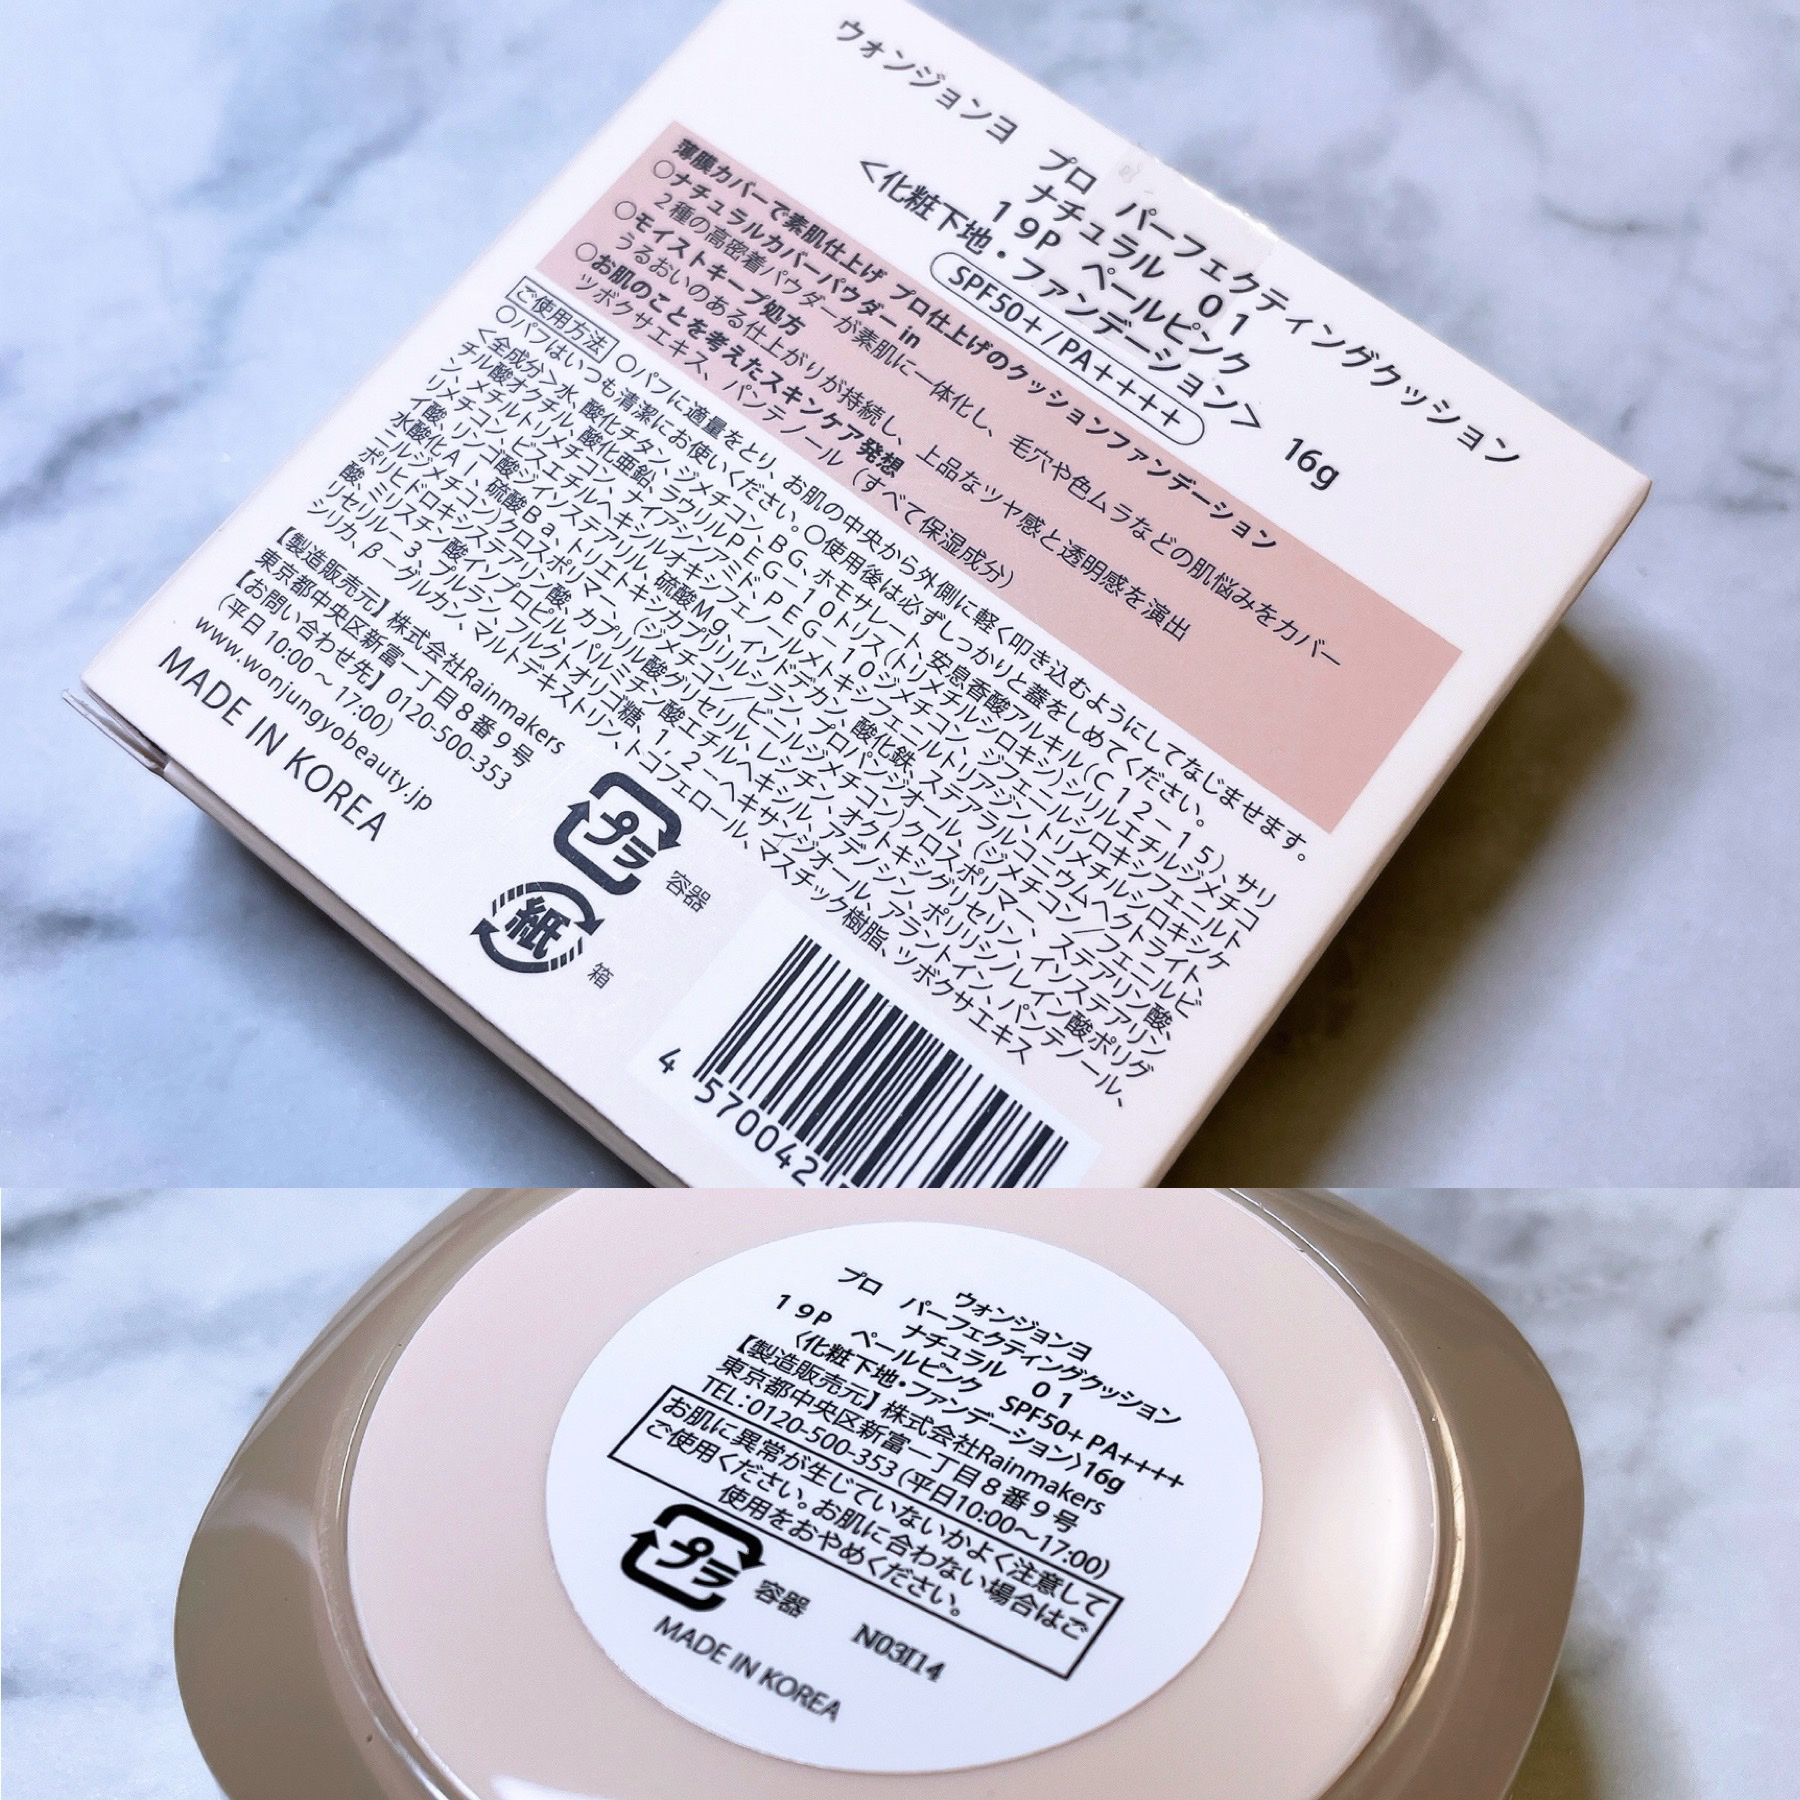 ウォンジョンヨ　プロ　パーフェクティングクッション
ナチュラル　01
19P　ペールピンク
<化粧下地・ファンデーション>　16g
SPF50+/PA++++
薄膜カバーで素肌仕上げ プロ仕上げのクッションファンデーション
○ナチュラルカバーパウダー in
2種の高密着パウダーが素肌に一体化し、毛穴や色ムラなどの肌悩みをカバー
○モイストキープ処方
うるおいのある仕上がりが持続し、上品なツヤ感と透明感を演出
○お肌のことを考えたスキンケア発想
ツボクサエキス、パンテノール（すべて保湿成分）
ご使用方法 ○パフに適量をとり、お肌の中央から外側に軽く叩き込むようにしてなじませます。
○パフはいつも清潔にお使いください。○使用後は必ずしっかりと蓋をしめてください。
<全成分>水、酸化チタン、ジメチコン、BG、ホモサレート、安息香酸アルキル(C12-15)、サリ
チル酸オクチル、酸化亜鉛、ラウリルPEG-10トリス(トリメチルシロキシ)シリルエチルジメチコ
ン、メチルトリメチコン、ナイアシンアミド、PEG-10ジメチコン、ジフェニルシロキシフェニルト
リメチコン、ビスエチルヘキシルオキシフェノールメトキシフェニルトリアジン、トリメチルシロキシケ
イ酸、リンゴ酸ジイソステアリル、硫酸Mg、イソドデカン、酸化鉄、ステアラルコニウムヘクトライト、
水酸化Al、硫酸Ba、トリエトキシカプリリルシラン、プロパンジオール、(ジメチコン/フェニルビ
ニルジメチコン)クロスポリマー、(ジメチコン/ビニルジメチコン)クロスポリマー、ステアリン酸、
ポリヒドロキシステアリン酸、カプリル酸グリセリル、レシチン、オクトキシグリセリン、イソステアリン
酸、ミリスチン酸イソプロピル、パルミチン酸エチルヘキシル、アデノシン、ポリリシノレイン酸ポリグ
リセリル-3、プルラン、フルクトオリゴ糖、1,2-ヘキサンジオール、アラントイン、パンテノール、
シリカ、β-グルカン、マルトデキストリン、トコフェロール、マスチック樹脂、ツボクサエキス
【製造販売元】株式会社Rainmakers
東京都中央区新富一丁目8番9号
【お問い合わせ先】0120-500-353
(平日 10:00～17:00)
www.wonjungyobeauty.jp
MADE IN KOREA
プラ 容器
紙 箱
4 570042
ウォンジョンヨ
プロ　パーフェクティングクッション
ナチュラル　01
19P　ペールピンク　SPF50+ PA++++
〈化粧下地・ファンデーション〉16g
【製造販売元】株式会社Rainmakers
東京都中央区新富一丁目8番9号
TEL：0120-500-353（平日10:00～17:00）
お肌に異常が生じていないかよく注意して
ご使用ください。お肌に合わない場合はご
使用をおやめください。
プラ 容器
N03I14
MADE IN KOREA